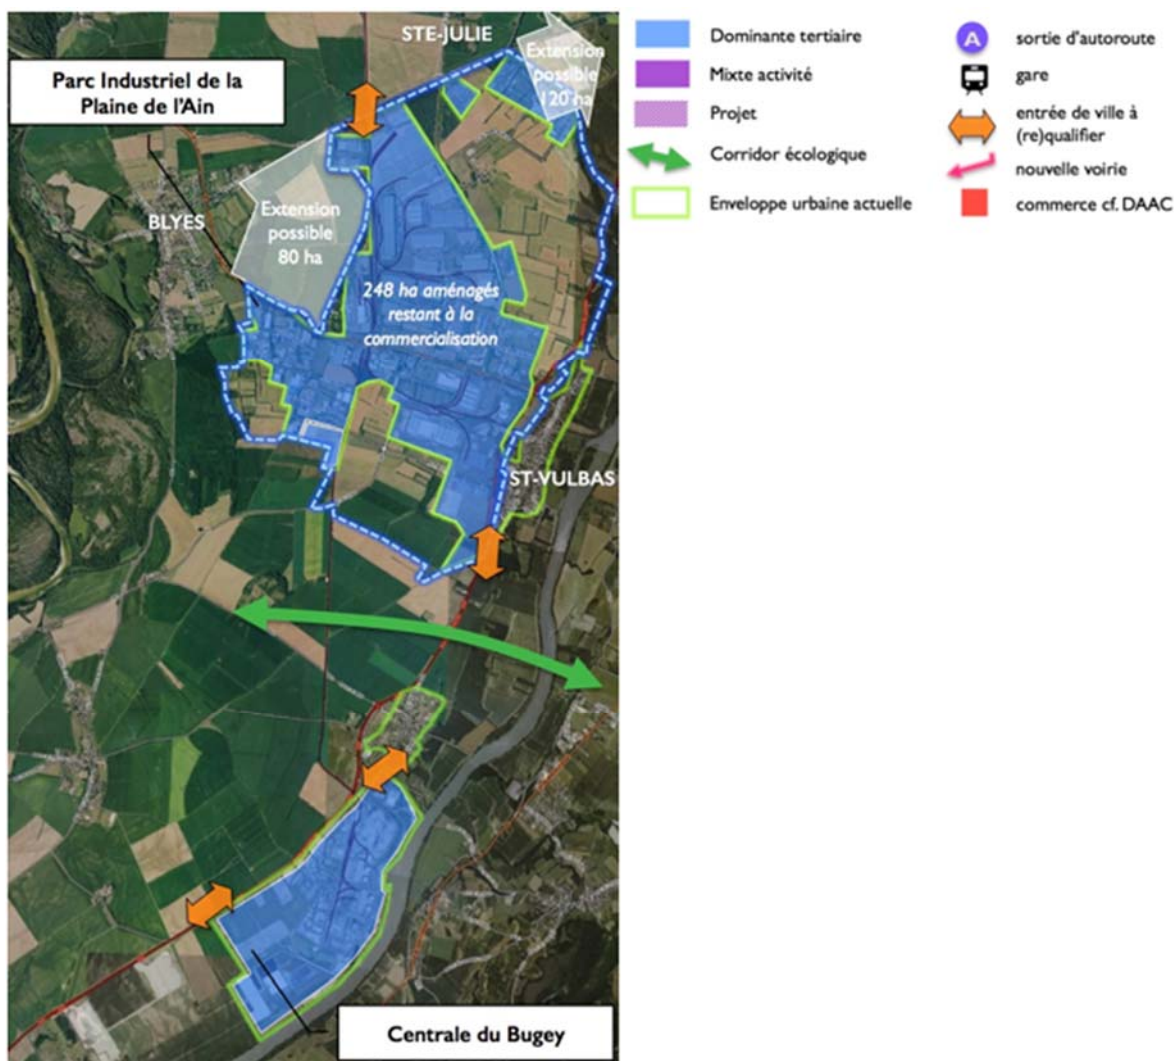 STE-JULIE
Extension
possible
120 ha
Parc Industriel de la
Plaine de l'Ain
BLYES
Extension
possible
80 ha
248 ha aménagés
restant à la
commercialisation
ST-VULBAS
Centrale du Bugey
Dominante tertiaire
Mixte activité
Projet
Corridor écologique
Enveloppe urbaine actuelle
A
sortie d'autoroute
gare
entrée de ville à
(re)qualifier
nouvelle voirie
commerce cf. DAAC